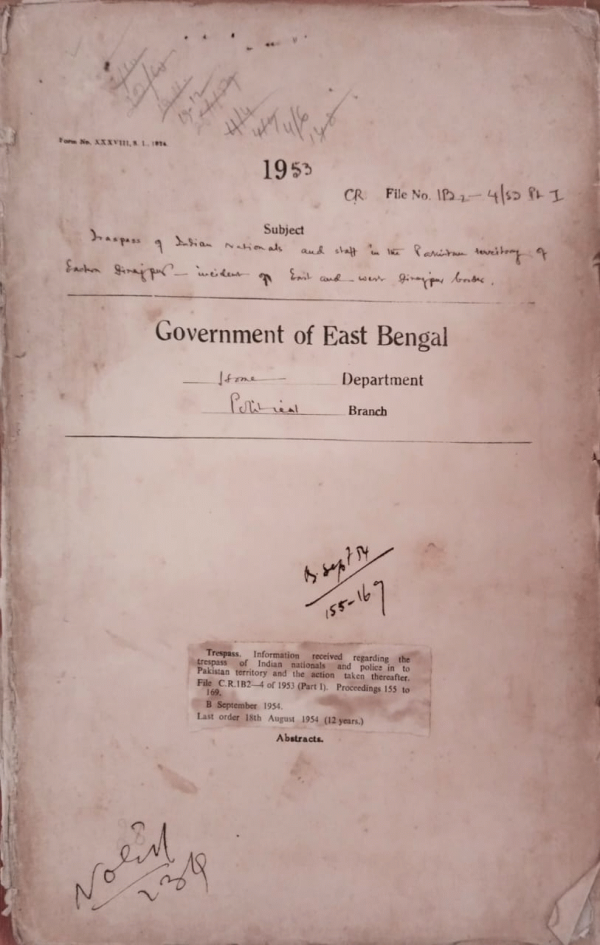 Form No. XXXVIII, S. 1., 1954.
1953
CR File No. 1B2-4/53 Pt I
Subject
Trespass of Indian Nationals and staff in the Pakistan territory of
Eastern Dinajpur - incident on East and West Dinajpur border.
Government of East Bengal
Home Department
Political Branch
B Sept 54
155-169
Trespass. Information received regarding the
trespass of Indian nationals and police in to
Pakistan territory and the action taken thereafter.
File C.R.1B2—4 of 1953 (Part I). Proceedings 155 to
169.
B September 1954.
Last order 18th August 1954 (12 years.)
Abstracts.